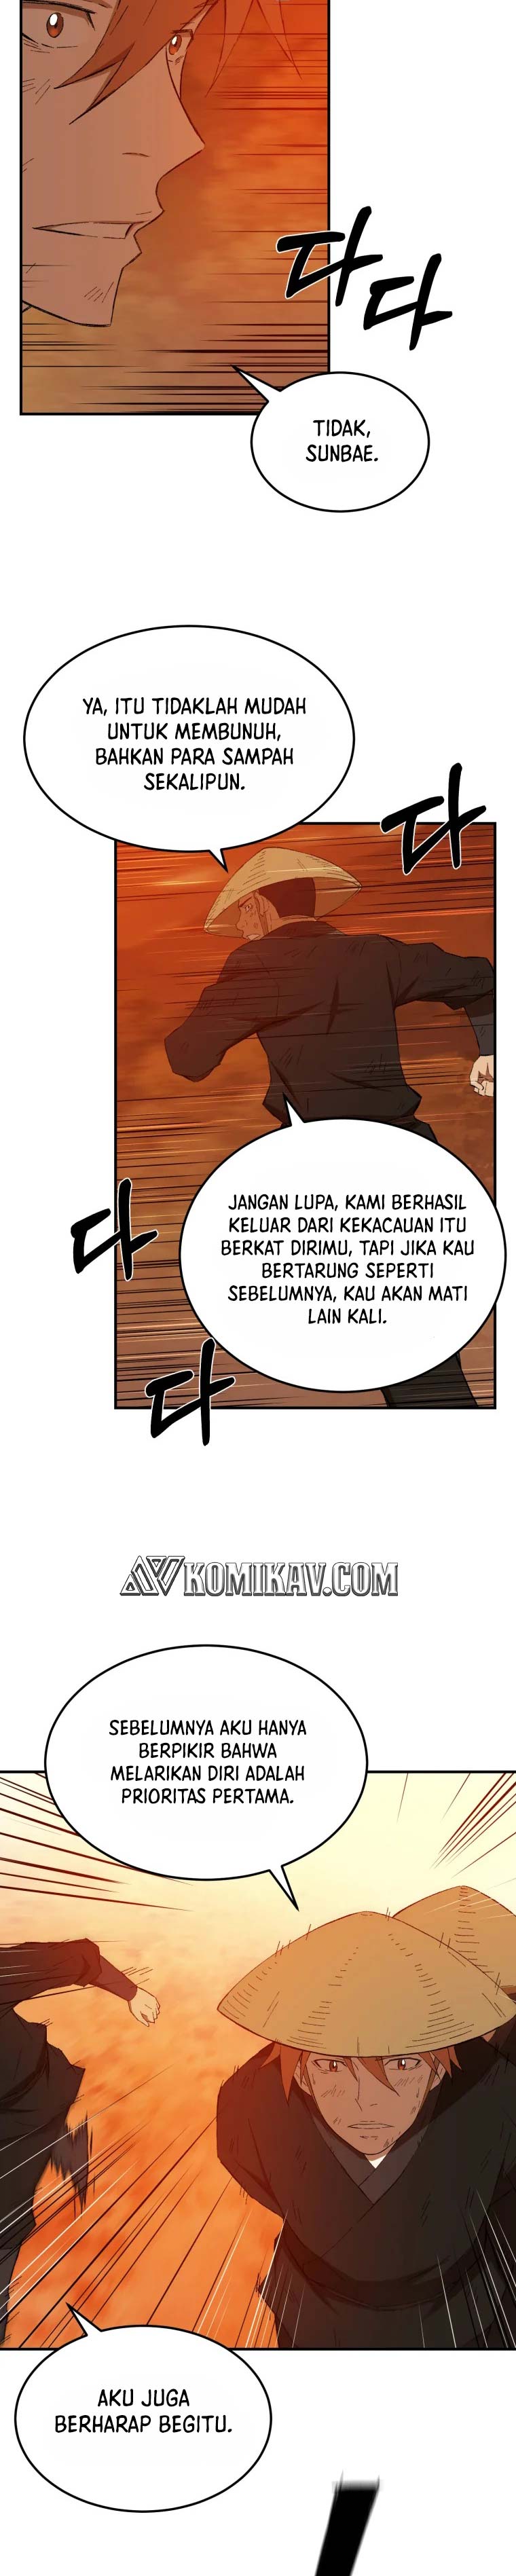 다
다
TIDAK,
SUNBAE.
YA, ITU TIDAKLAH MUDAH
UNTUK MEMBUNUH,
BAHKAN PARA SAMPAH
SEKALIPUN.
다
JANGAN LUPA, KAMI BERHASIL
KELUAR DARI KEKACAUAN ITU
BERKAT DIRIMU, TAPI JIKA KAU
BERTARUNG SEPERTI
SEBELUMNYA, KAU AKAN MATI
LAIN KALI.
다
다
KOMIKAV.COM
SEBELUMNYA AKU HANYA
BERPIKIR BAHWA
MELARIKAN DIRI ADALAH
PRIORITAS PERTAMA.
AKU JUGA
BERHARAP BEGITU.